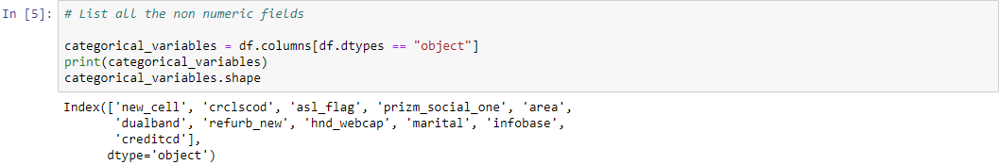 In [5]: # List all the non numeric fields
categorical_variables = df.columns[df.dtypes == "object"]
print(categorical_variables)
categorical_variables.shape
Index(['new_cell', 'crclscod', 'asl_flag', 'prizm_social_one', 'area',
'dualband', 'refurb_new', 'hnd_webcap', 'marital', 'infobase',
'creditcd'],
dtype='object')